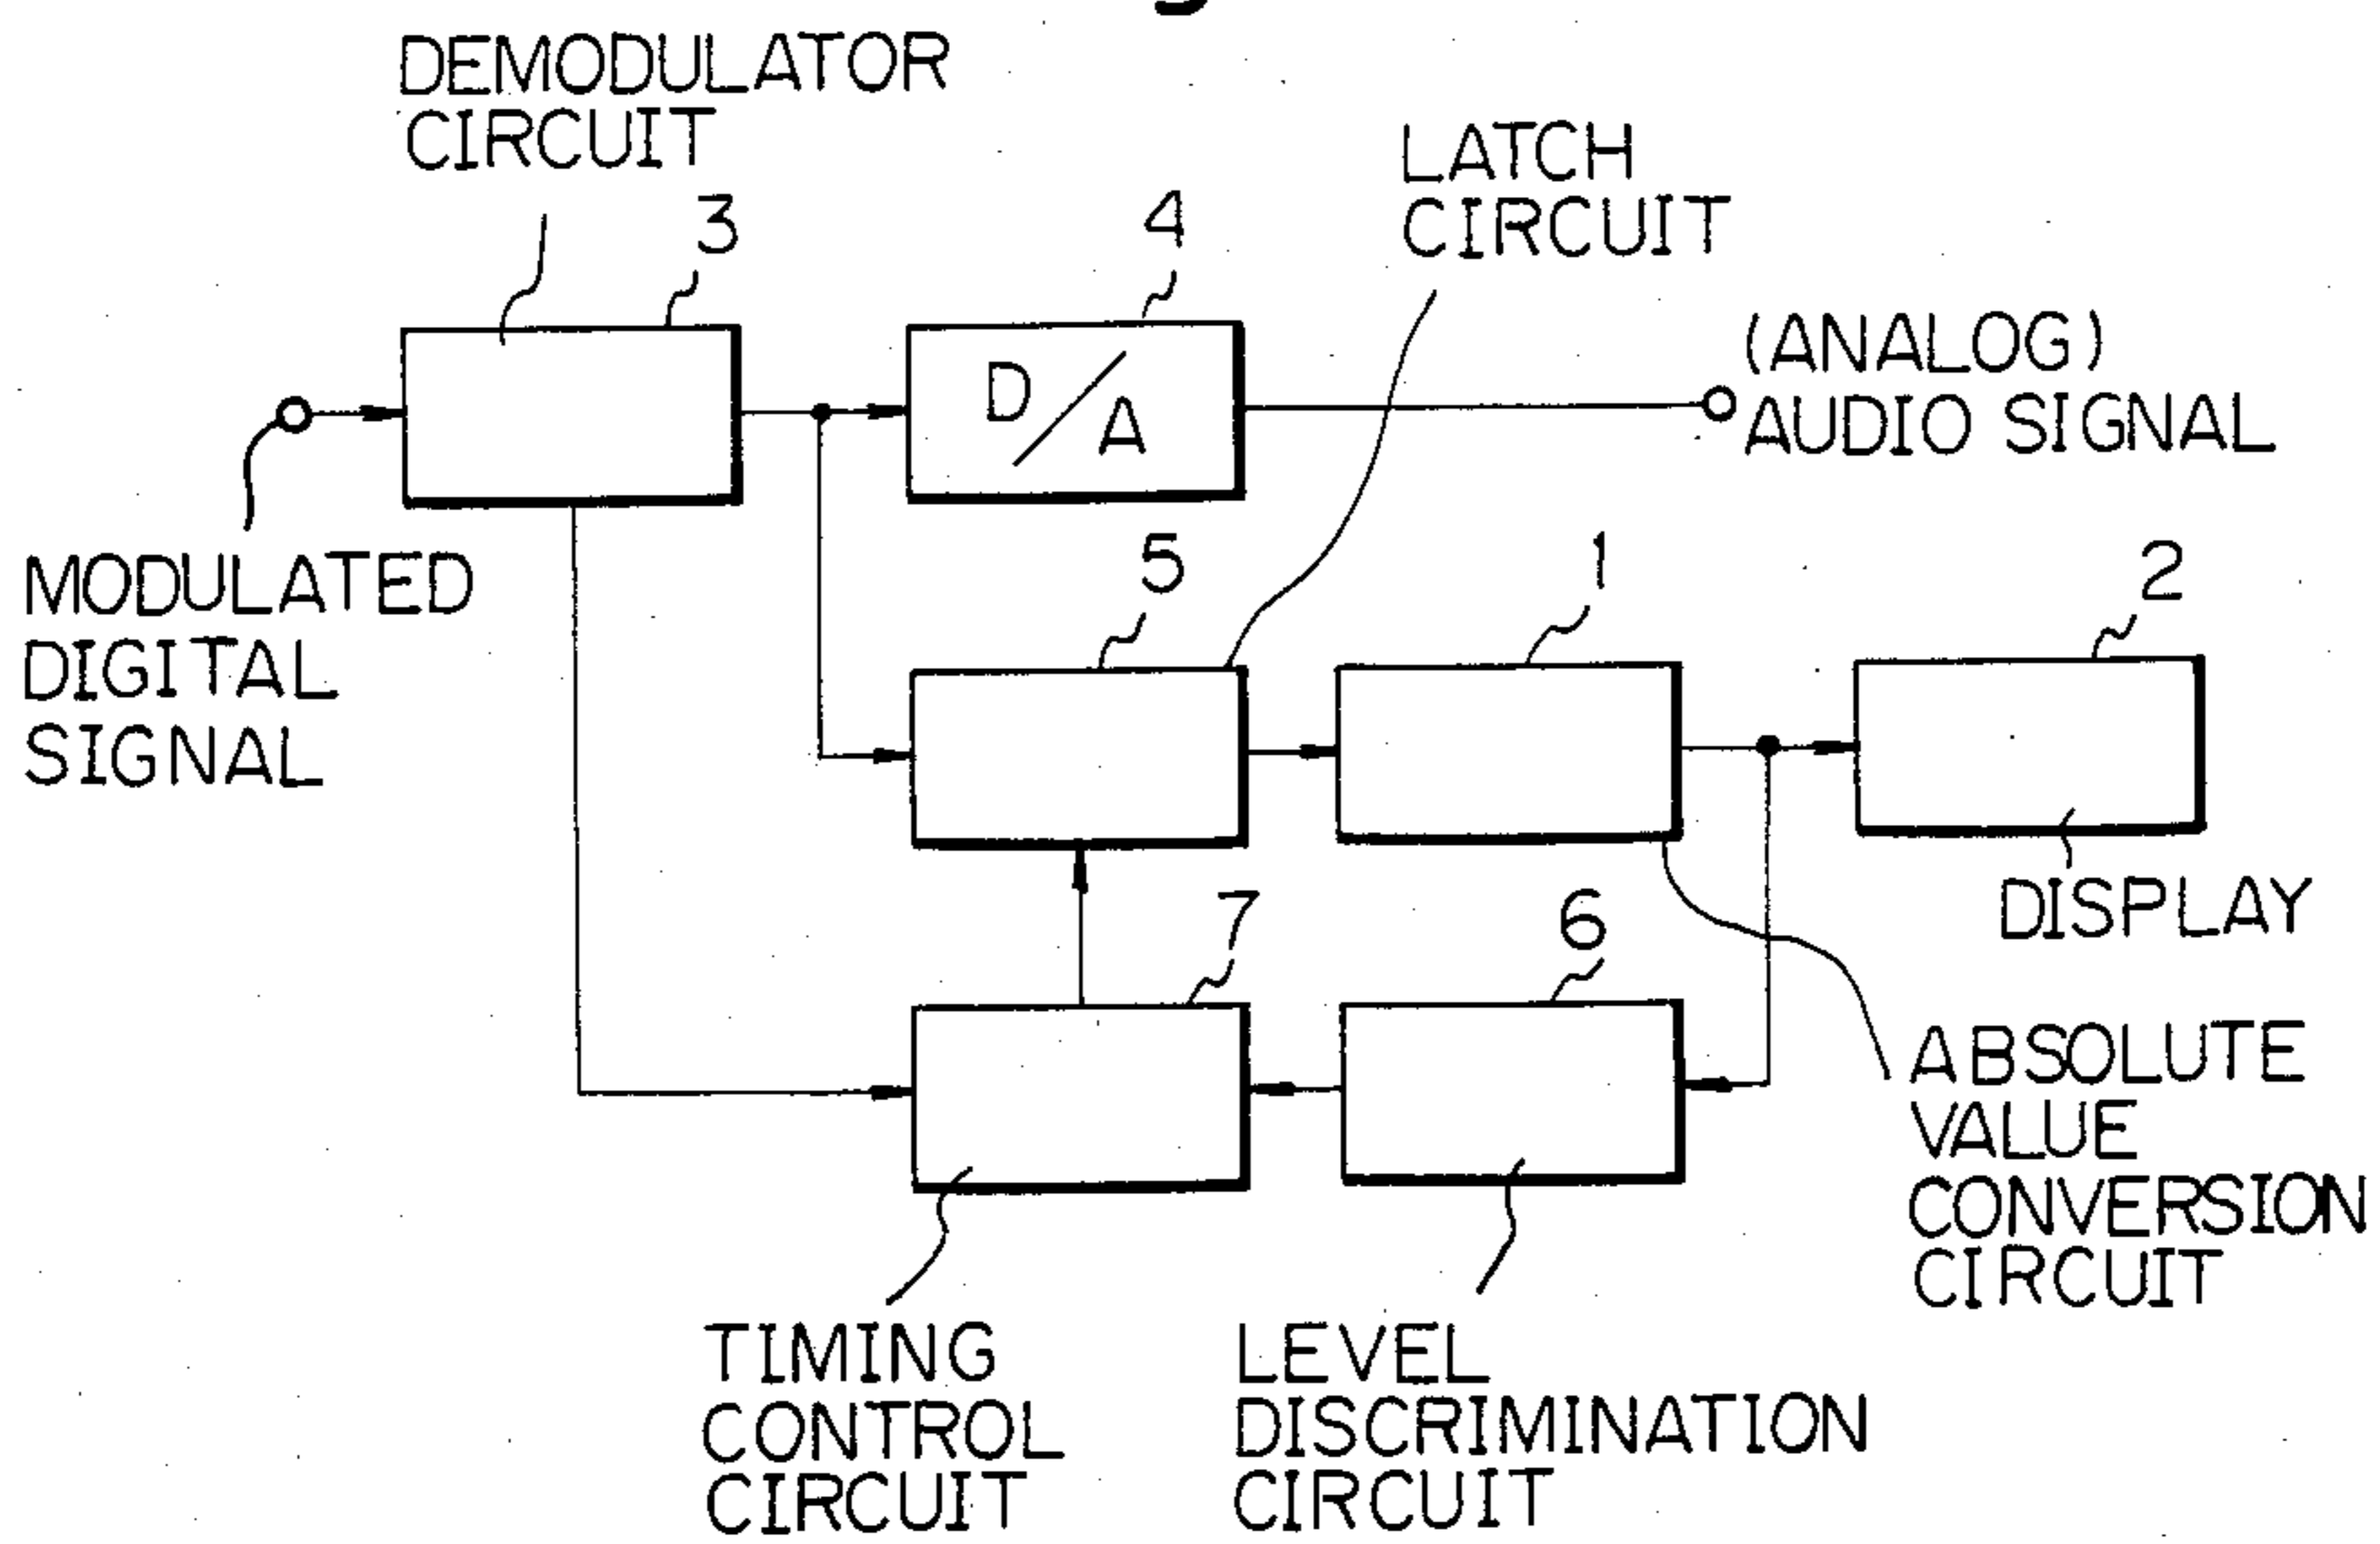 DEMODULATOR
CIRCUIT
3
4
LATCH
CIRCUIT
D/A
(ANALOG)
AUDIO SIGNAL
MODULATED
DIGITAL
SIGNAL
5
1
2
DISPLAY
7
6
ABSOLUTE
VALUE
CONVERSION
CIRCUIT
TIMING
CONTROL
CIRCUIT
LEVEL
DISCRIMINATION
CIRCUIT